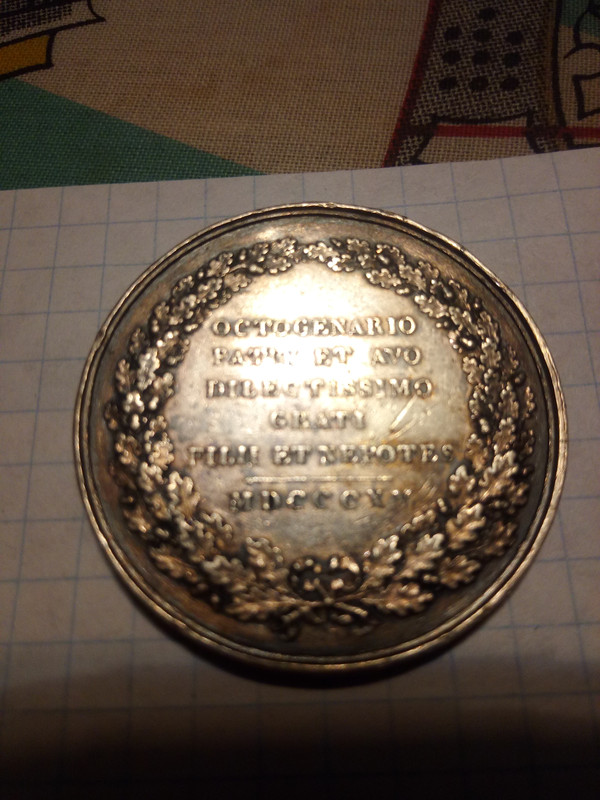 OCTOGENARIO
PATRI ET AVO
DILECTISSIMO
GRATI
FILII ET NEPOTES
MDCCCXV